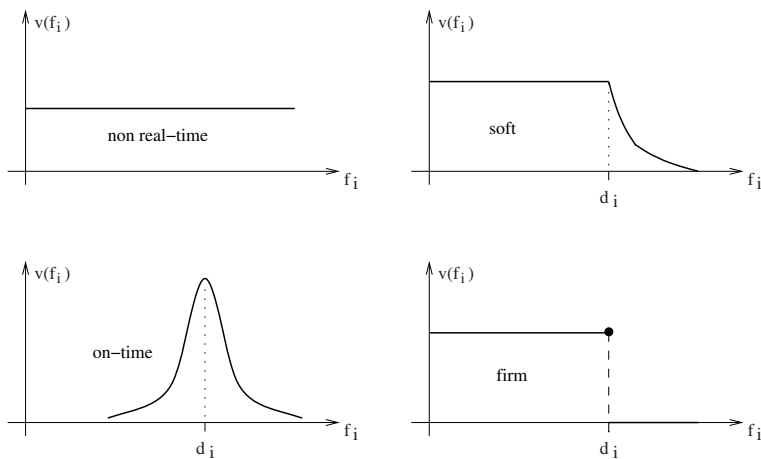 v(f i)
non real−time
f i
v(f i)
soft
d i
f i
v(f i)
on−time
d i
f i
v(f i)
firm
d i
f i